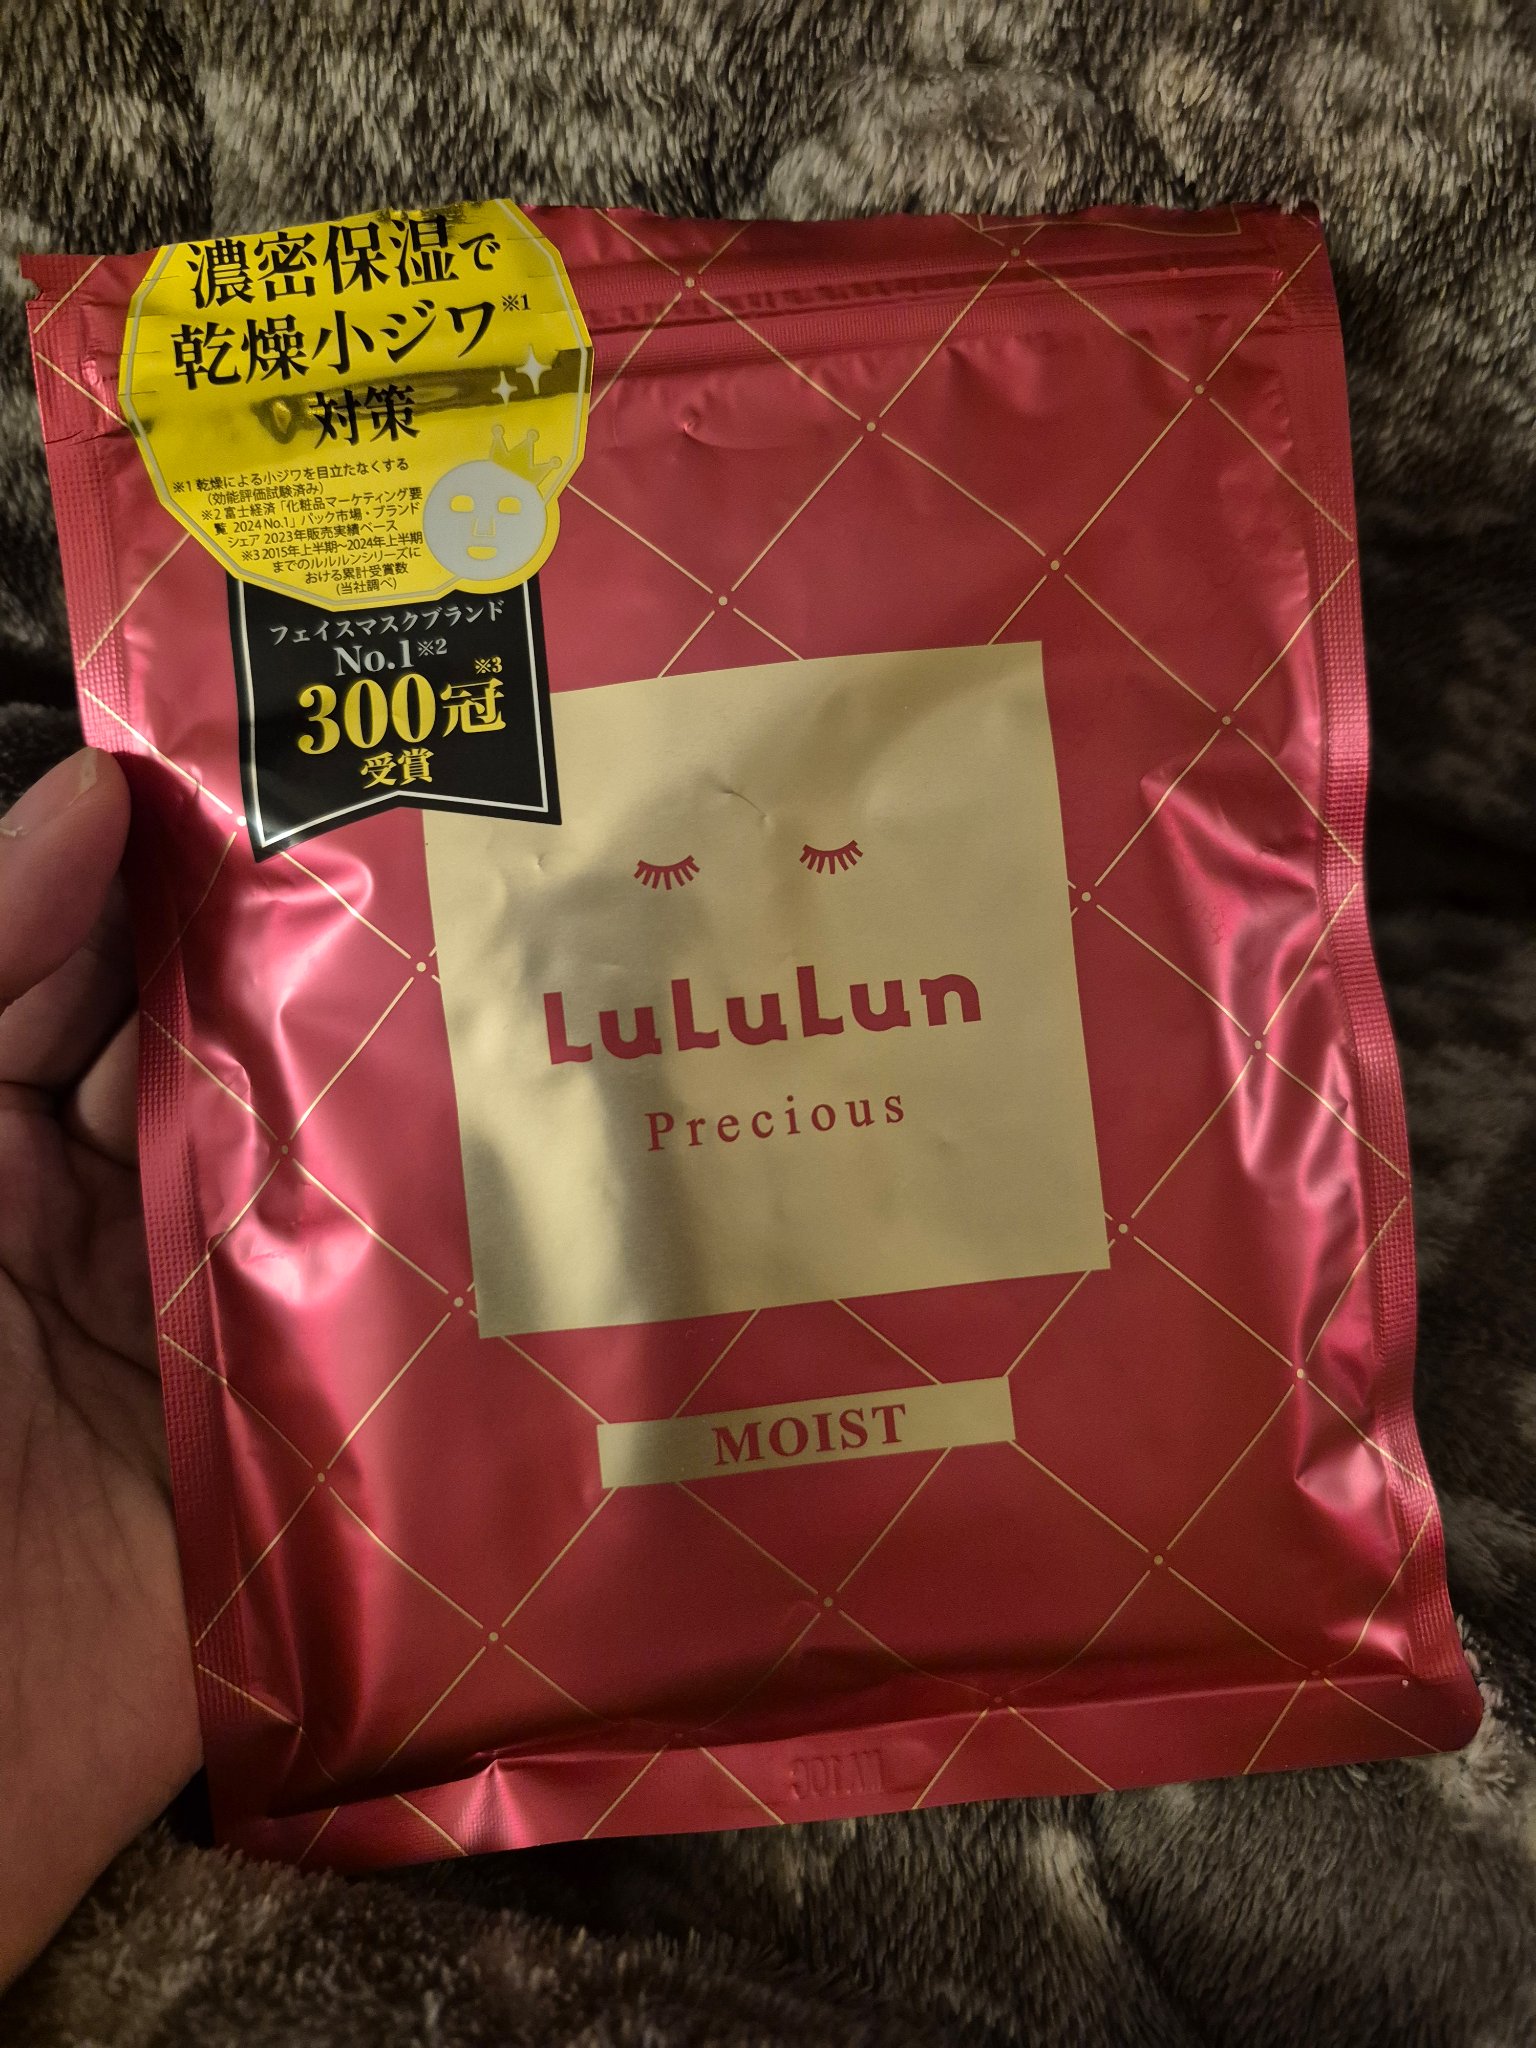 濃密保湿で
乾燥小ジワ※1
対策
※1 乾燥による小ジワを目立たなくする
(効能評価試験済み)
※2 富士経済「化粧品マーケティング要
覧 2024 No.1」パック市場・ブランド
シェア 2023年販売実績ベース
※3 2015年上半期~2024年上半期
までのルルルンシリーズに
おける累計受賞数
(当社調べ)
フェイスマスクブランド
No.1※2
300冠※3
受賞
LuLuLun
Precious
MOIST